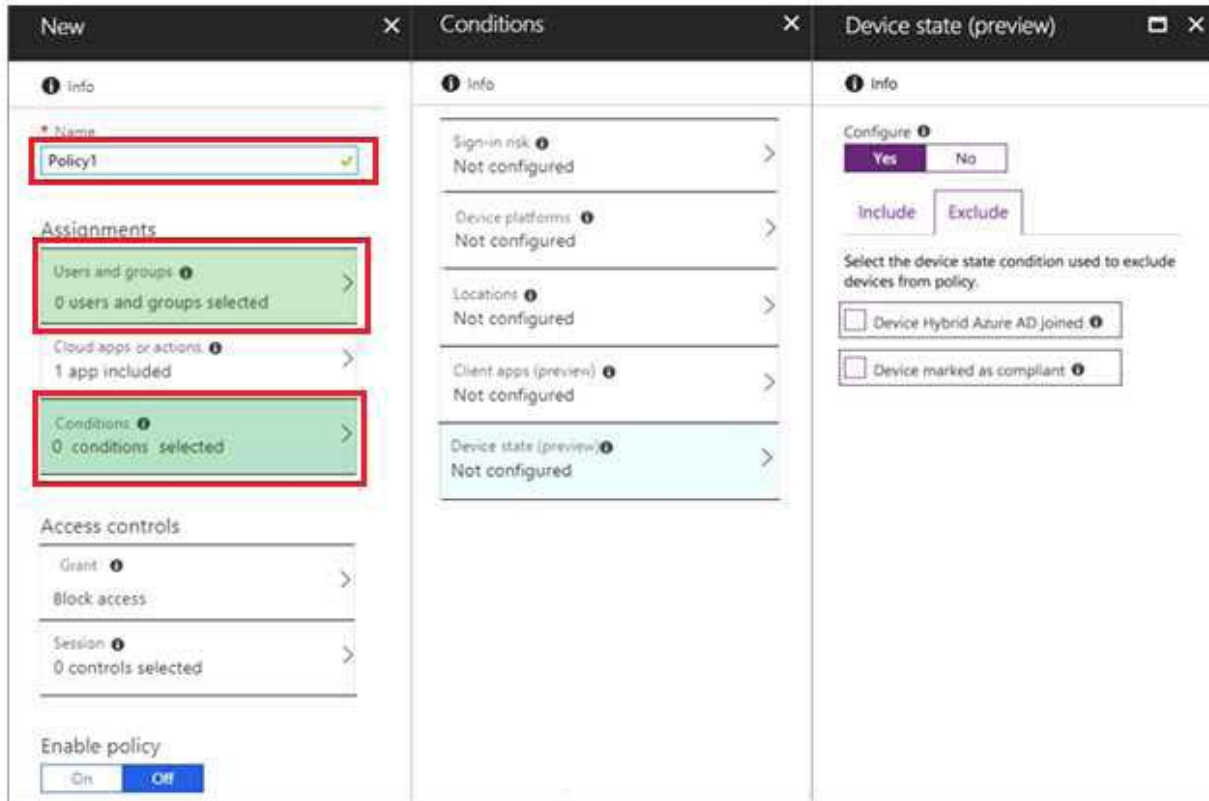 New
Info
* Name
Policy1
Assignments
Users and groups
0 users and groups selected
Cloud apps or actions
1 app included
Conditions
0 conditions selected
Access controls
Grant
Block access
Session
0 controls selected
Enable policy
On Off
Conditions
Info
Sign-in risk
Not configured
Device platforms
Not configured
Locations
Not configured
Client apps (preview)
Not configured
Device state (preview)
Not configured
Device state (preview)
Info
Configure
Yes No
Include Exclude
Select the device state condition used to exclude
devices from policy.
Device Hybrid Azure AD joined
Device marked as compliant